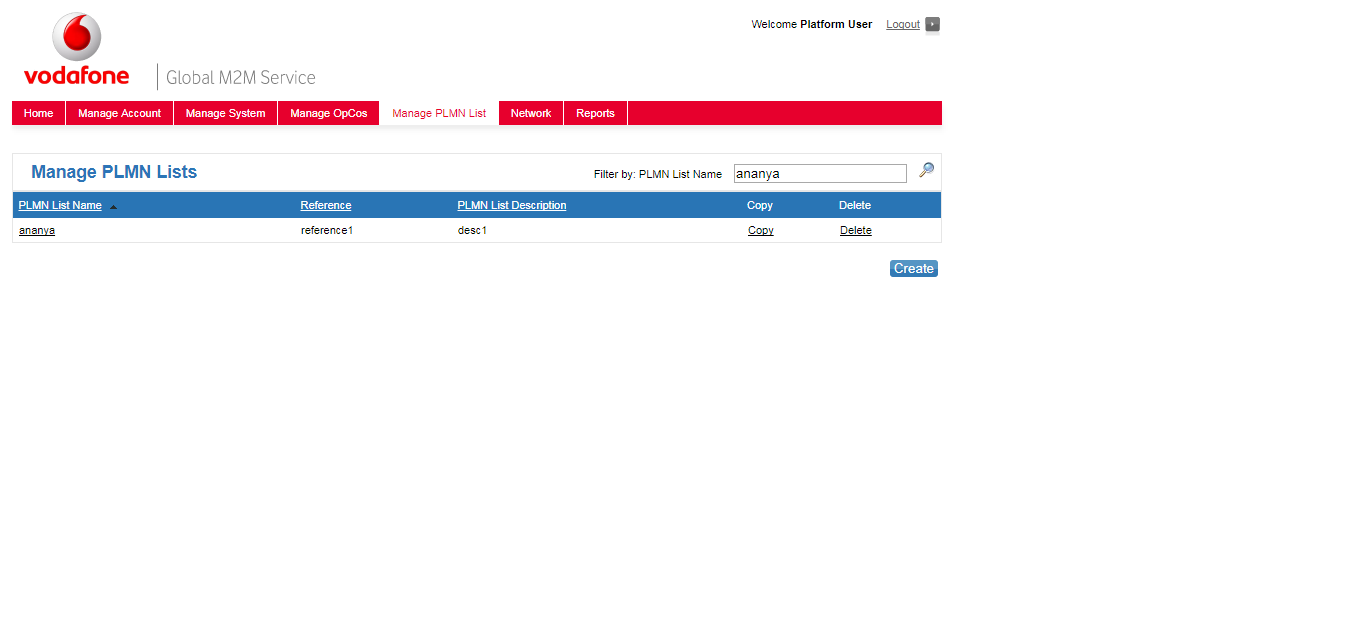 Welcome Platform User Logout
vodafone
Global M2M Service
Home Manage Account Manage System Manage OpCos Manage PLMN List Network Reports
Manage PLMN Lists Filter by: PLMN List Name ananya
PLMN List Name Reference PLMN List Description Copy Delete
ananya reference1 desc1 Copy Delete
Create